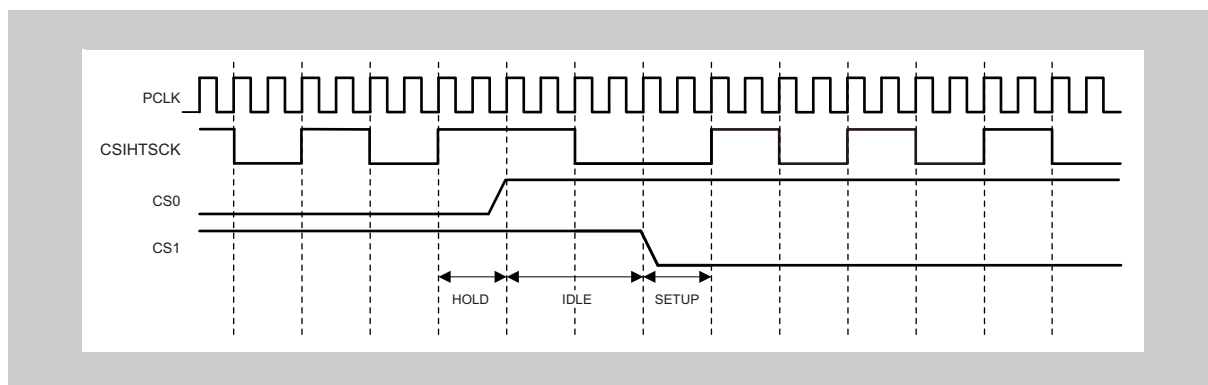 PCLK
CSIHTSCK
CS0
CS1
HOLD
IDLE
SETUP